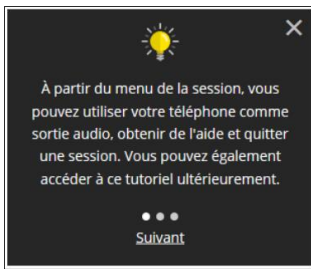 À partir du menu de la session, vous
pouvez utiliser votre téléphone comme
sortie audio, obtenir de l'aide et quitter
une session. Vous pouvez également
accéder à ce tutoriel ultérieurement.
Suivant